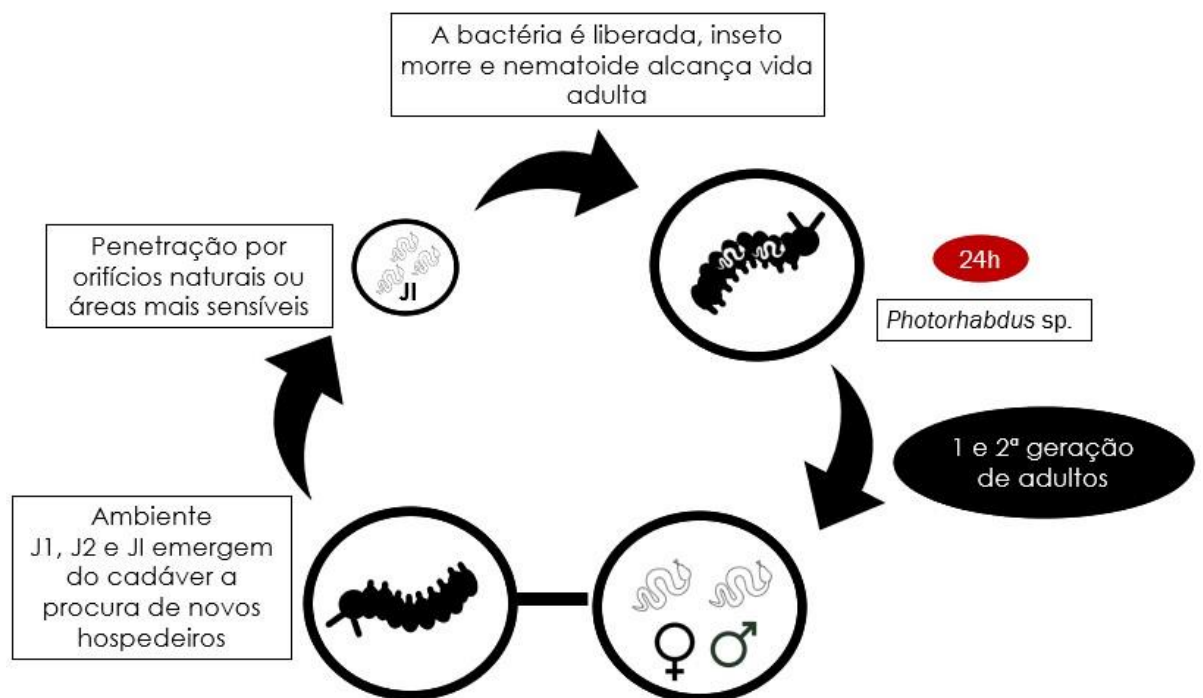 A bactéria é liberada, inseto
morre e nematoide alcança vida
adulta
Penetração por
orifícios naturais ou
áreas mais sensíveis
JI
24h
Photorhabdus sp.
1 e 2ª geração
de adultos
Ambiente
J1, J2 e JI emergem
do cadáver a
procura de novos
hospedeiros